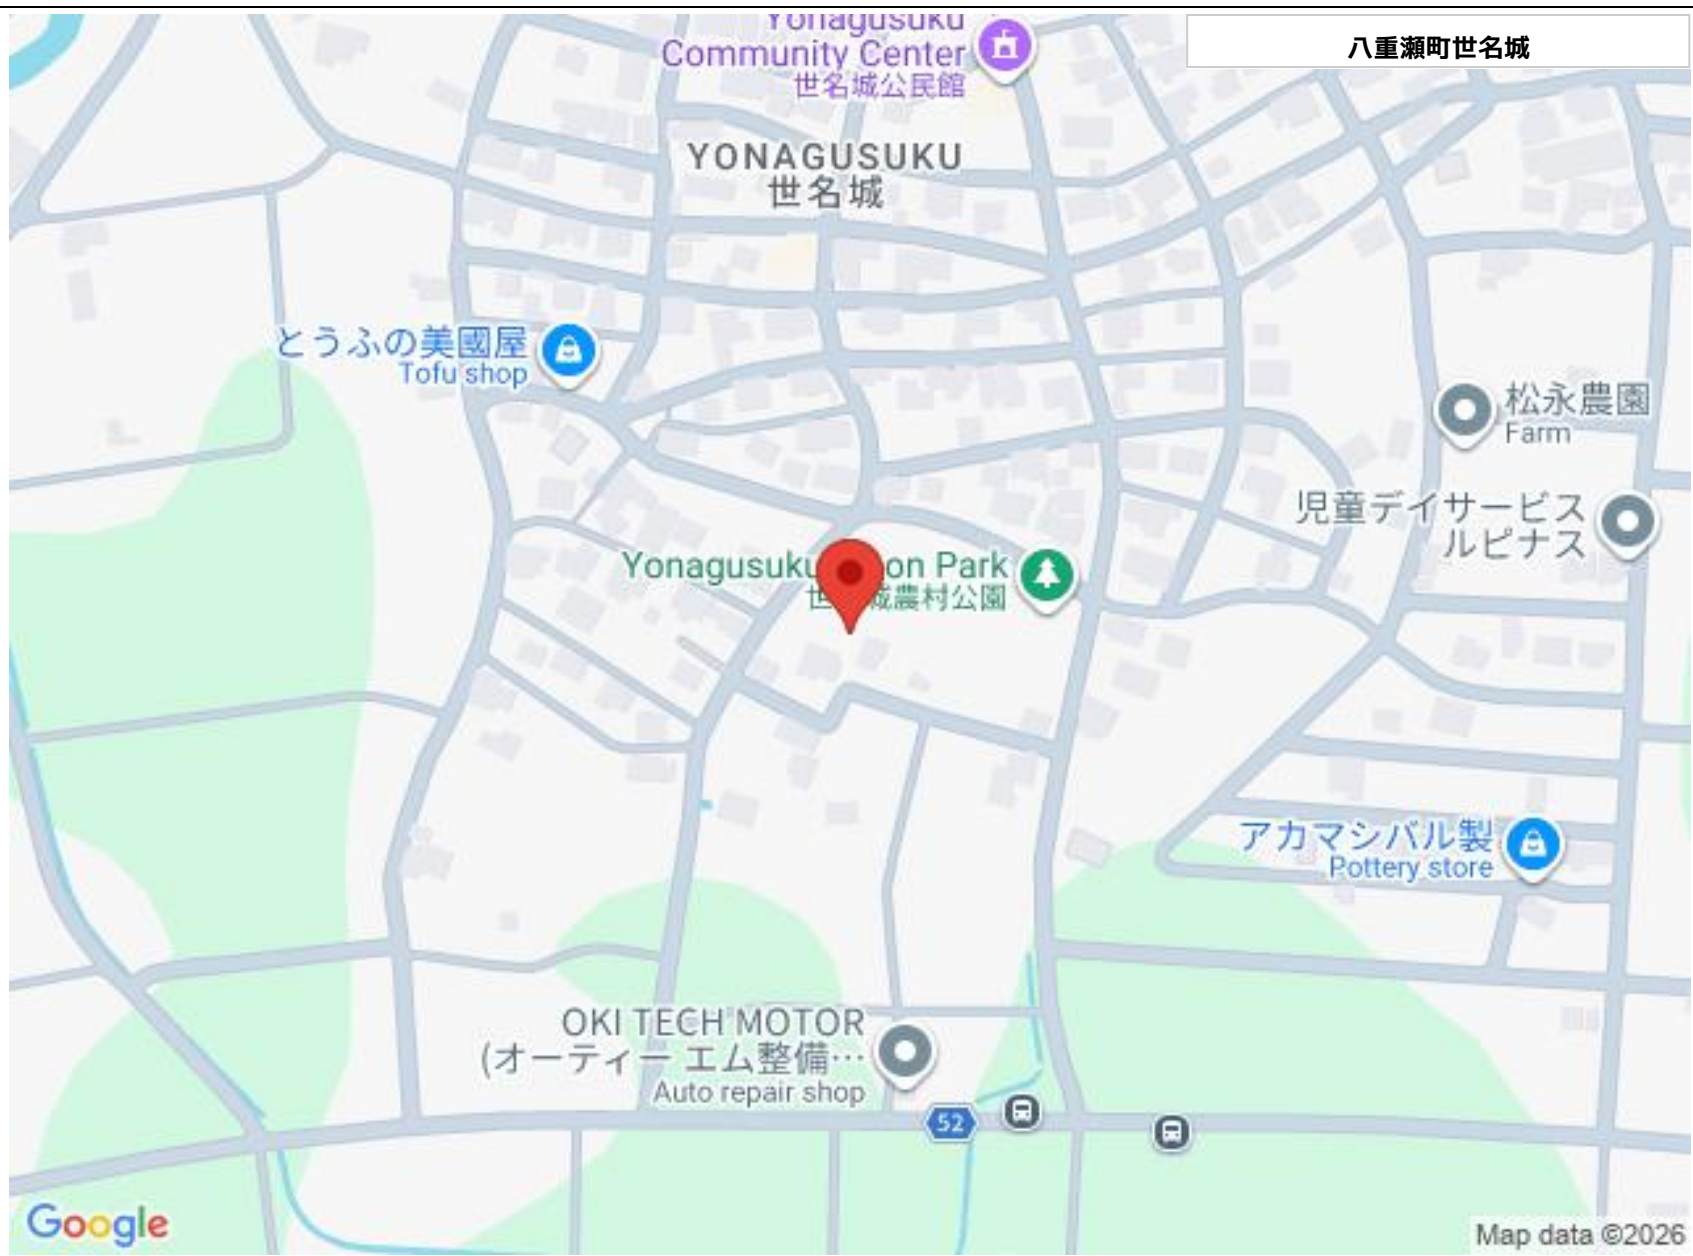 Yonagusuku
Community Center
世名城公民館
八重瀬町世名城
YONAGUSUKU
世名城
とうふの美國屋
Tofu shop
松永農園
Farm
児童デイサービス
ルピナス
Yonagusuku on Park
世 城農村公園
アカマシバル製
Pottery store
OKI TECH MOTOR
(オーティー エム整備…
Auto repair shop
52
Google
Map data ©2026